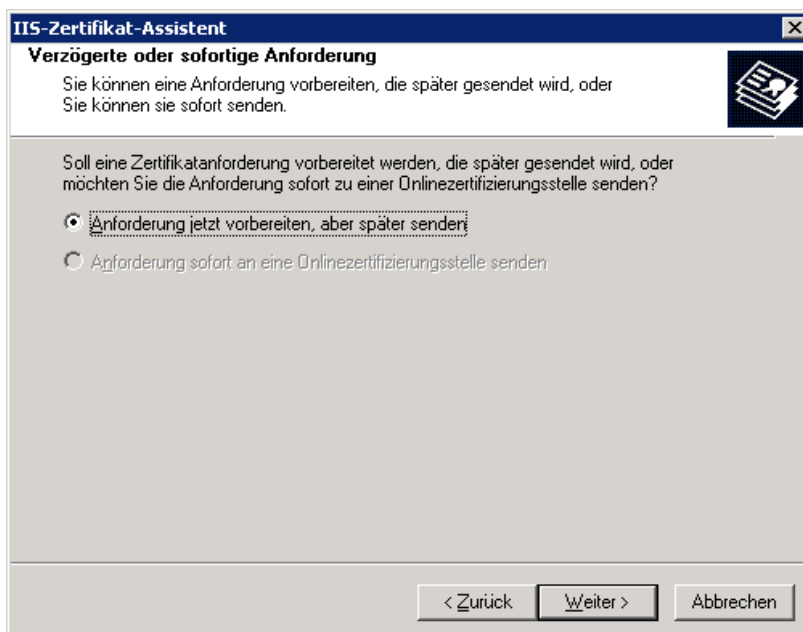 IIS-Zertifikat-Assistent
Verzögerte oder sofortige Anforderung
Sie können eine Anforderung vorbereiten, die später gesendet wird, oder
Sie können sie sofort senden.
Soll eine Zertifikatanforderung vorbereitet werden, die später gesendet wird, oder
möchten Sie die Anforderung sofort zu einer Onlinezertifizierungsstelle senden?
Anforderung jetzt vorbereiten, aber später senden
Anforderung sofort an eine Onlinezertifizierungsstelle senden
< Zurück Weiter > Abbrechen